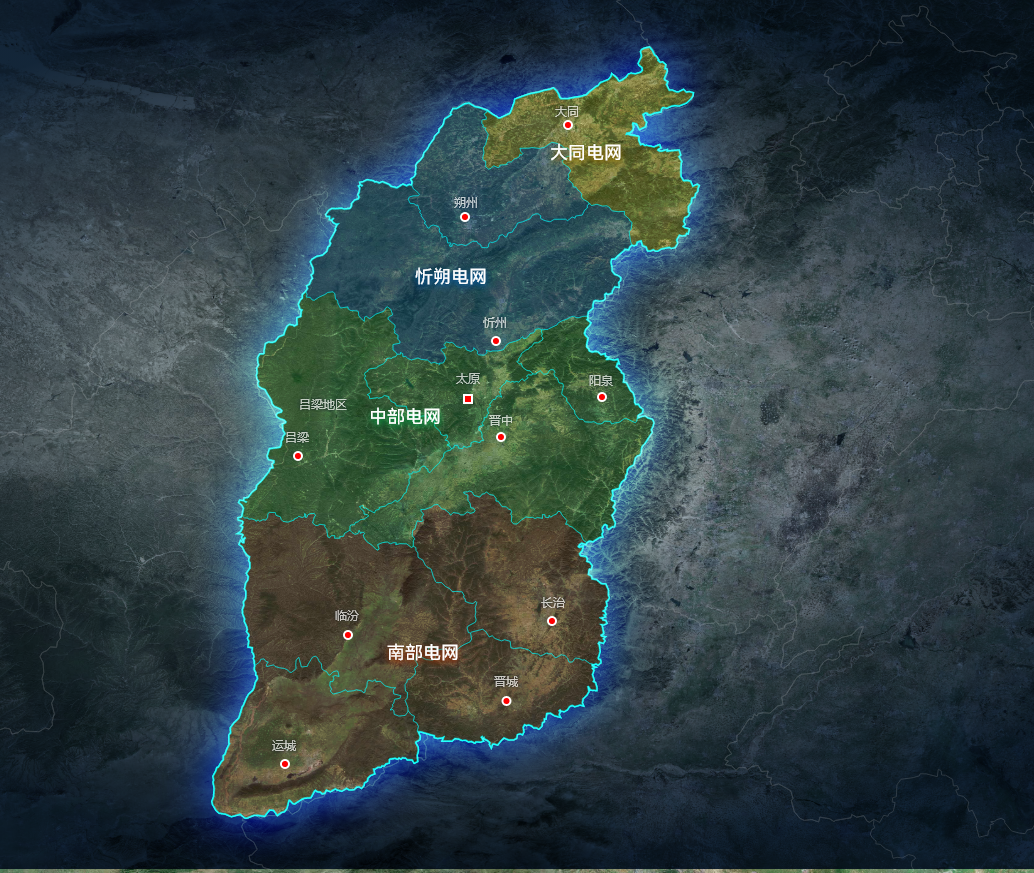 大同
大同电网
朔州
忻朔电网
忻州
太原
阳泉
吕梁地区
中部电网
晋中
吕梁
长治
临汾
南部电网
晋城
运城